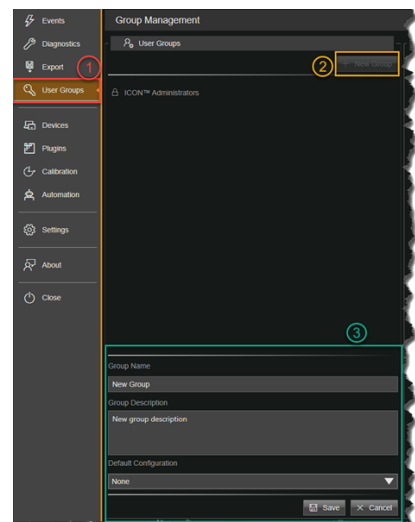 Events
Diagnostics
Export
1
User Groups
Devices
Plugins
Calibration
Automation
Settings
About
Close
Group Management
User Groups
2
+ New Group
ICON™ Administrators
3
Group Name
New Group
Group Description
New group description
Default Configuration
None
Save
Cancel